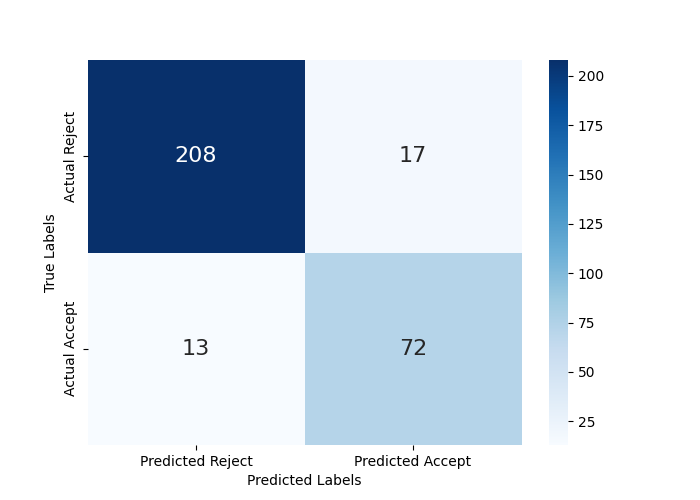 Actual Reject
Actual Accept
True Labels
208
17
13
72
Predicted Reject
Predicted Accept
Predicted Labels
200
175
150
125
100
75
50
25